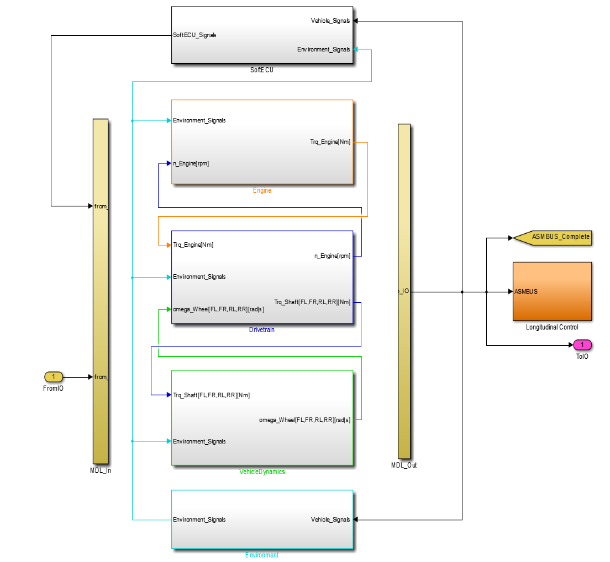 Vehicle_Signals
SoftECU_Signals
Environment_Signals
SoftECU
Environment_Signals
Trq_Engine[Nm]
n_Engine[rpm]
Engine
from_
ASMBUS_Complete
Trq_Engine[Nm]
n_Engine[rpm]
Environment_Signals
_IO
ASMBUS
Trq_Shaft[FL,FR,RL,RR][Nm]
omega_Wheel[FL,FR,RL,RR][rad|s]
Drivetrain
Longitudinal Control
1
ToIO
1
from_
FromIO
Trq_Shaft[FL,FR,RL,RR][Nm]
omega_Wheel[FL,FR,RL,RR][rad|s]
Environment_Signals
VehicleDynamics
MDL_In
MDL_Out
Environment_Signals
Vehicle_Signals
Environment